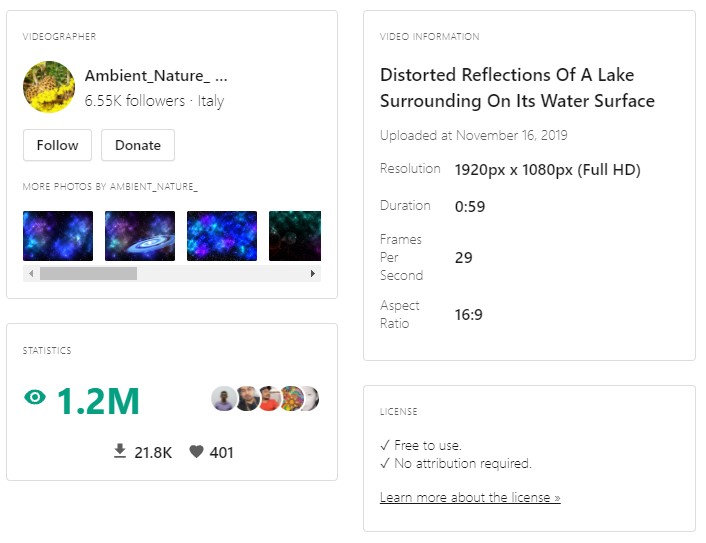 VIDEOGRAPHER
Ambient_Nature_ ...
6.55K followers · Italy
Follow
Donate
MORE PHOTOS BY AMBIENT_NATURE_
STATISTICS
1.2M
21.8K
401
VIDEO INFORMATION
Distorted Reflections Of A Lake
Surrounding On Its Water Surface
Uploaded at November 16, 2019
Resolution 1920px x 1080px (Full HD)
Duration 0:59
Frames
Per
Second
29
Aspect
Ratio
16:9
LICENSE
✓ Free to use.
✓ No attribution required.
Learn more about the license »